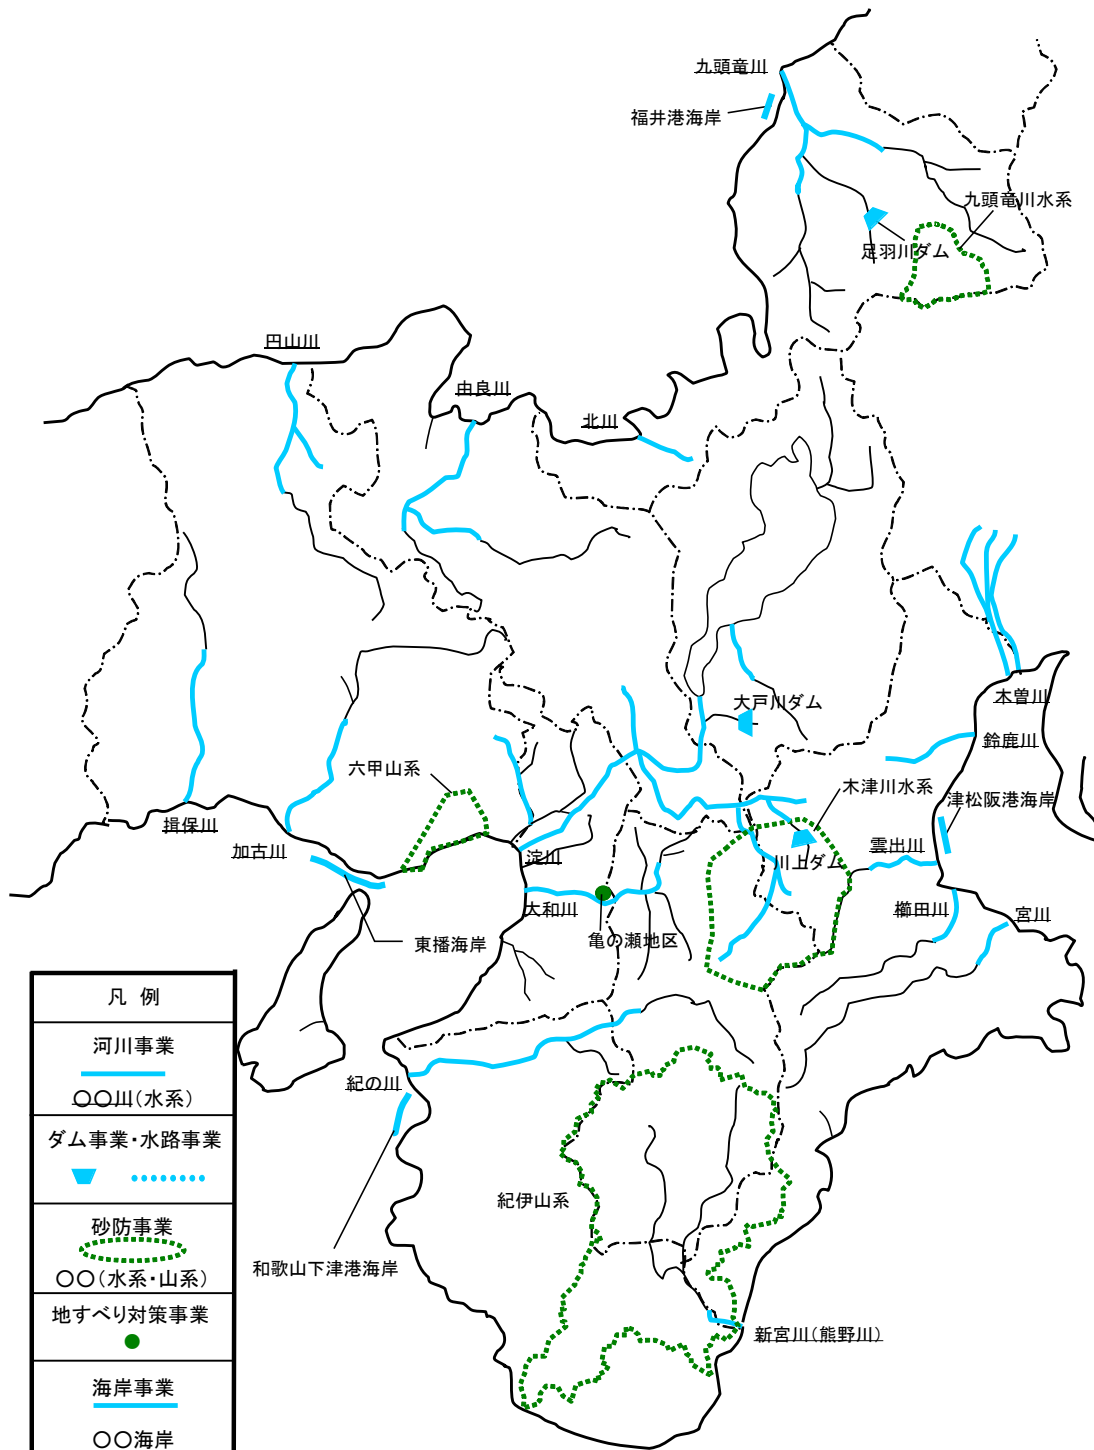 九頭竜川
福井港海岸
九頭竜川水系
足羽川ダム
円山川
由良川
北川
大戸川ダム
木曽川
鈴鹿川
六甲山系
木津川水系
津松阪港海岸
揖保川
加古川
淀川
川上ダム
雲出川
大和川
櫛田川
宮川
東播海岸
亀の瀬地区
紀の川
紀伊山系
和歌山下津港海岸
新宮川(熊野川)
凡 例
河川事業
〇〇川(水系)
ダム事業・水路事業
砂防事業
〇〇(水系・山系)
地すべり対策事業
海岸事業
〇〇海岸